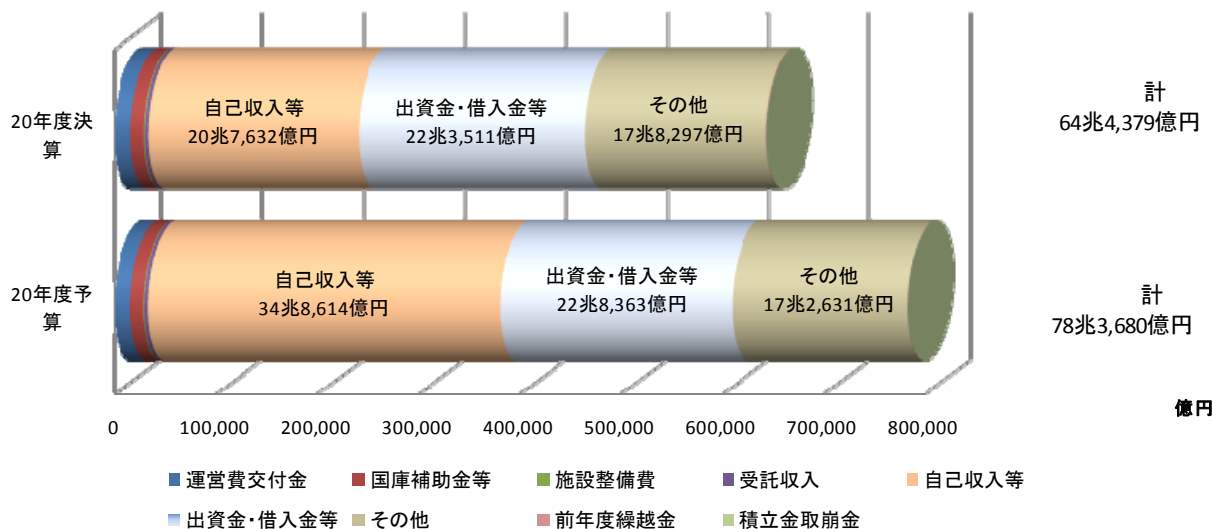 20年度決
算
自己収入等
20兆7,632億円
出資金・借入金等
22兆3,511億円
その他
17兆8,297億円
計
64兆4,379億円
20年度予
算
自己収入等
34兆8,614億円
出資金・借入金等
22兆8,363億円
その他
17兆2,631億円
計
78兆3,680億円
億円
0 100,000 200,000 300,000 400,000 500,000 600,000 700,000 800,000
運営費交付金 国庫補助金等 施設整備費 受託収入 自己収入等
出資金・借入金等 その他 前年度繰越金 積立金取崩金